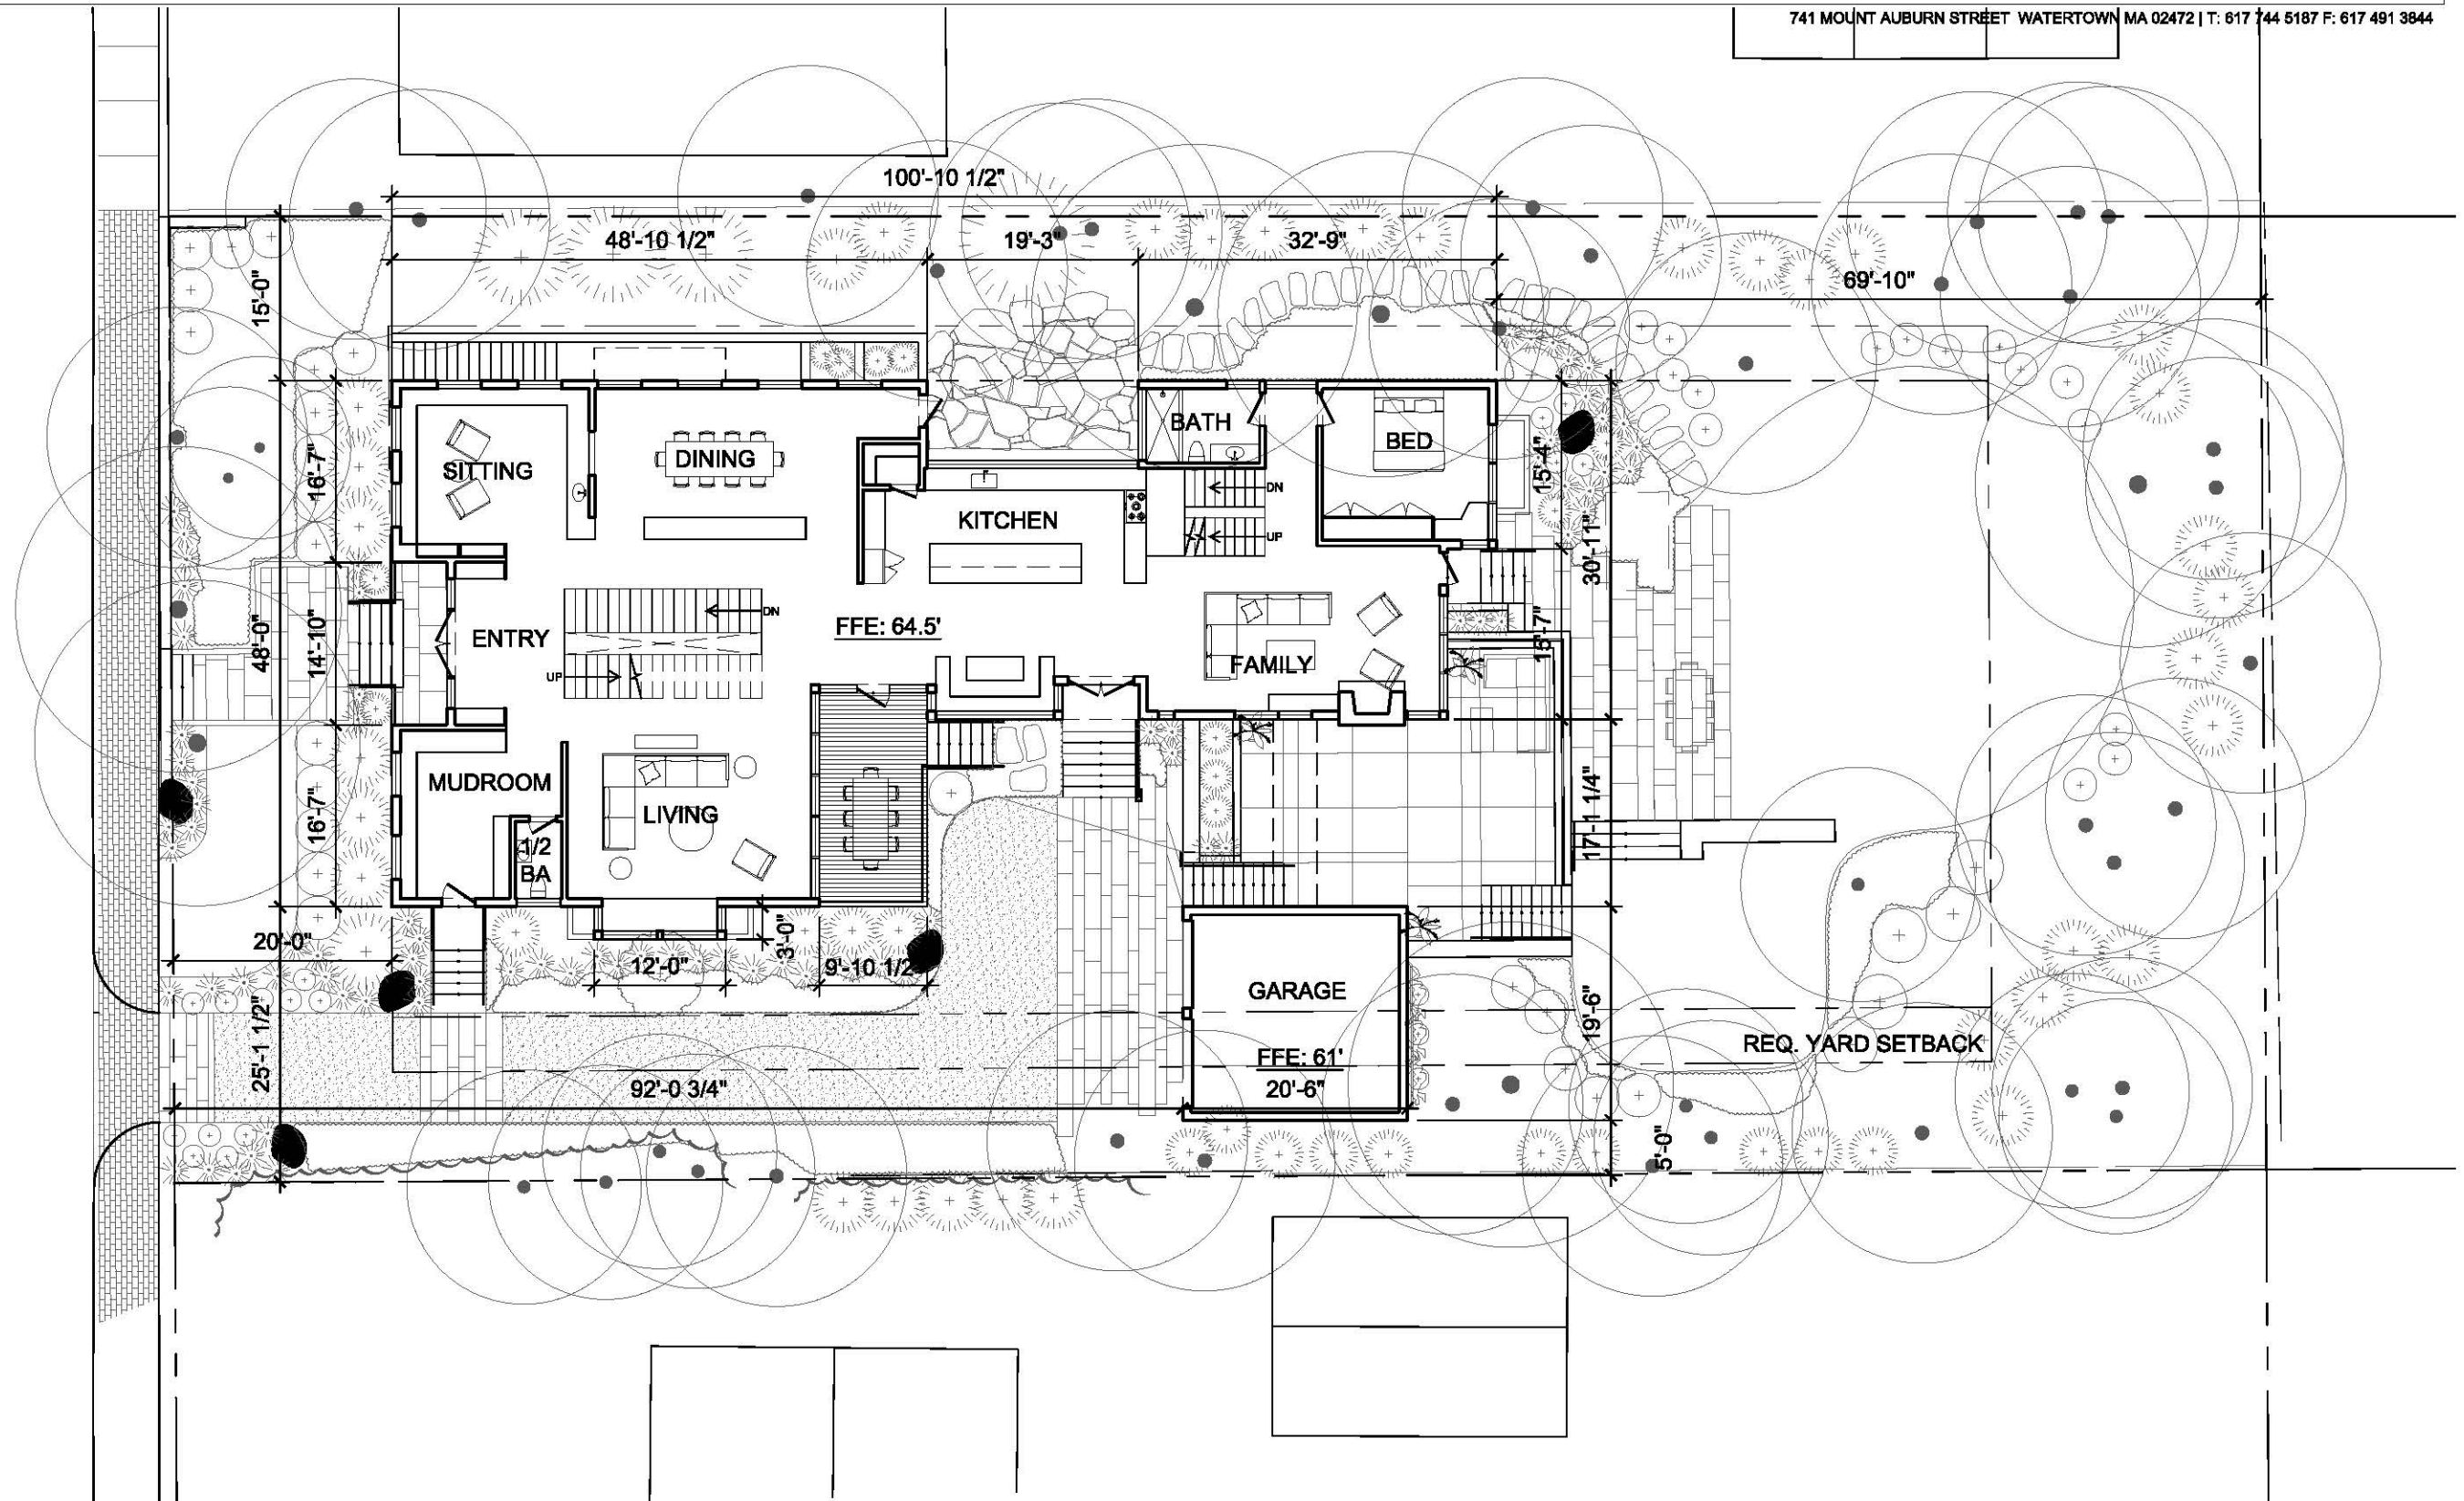 741 MOUNT AUBURN STREET WATERTOWN MA 02472 | T: 617 744 5187 F: 617 491 3844
100'-10 1/2"
48'-10 1/2"
19'-3"
32'-9"
69'-10"
15'-0"
16'-7"
48'-0"
14'-10"
16'-7"
25'-1 1/2"
20'-0"
SITTING
DINING
KITCHEN
BATH
BED
DN
UP
15'-4"
30'-11"
15'-7"
ENTRY
DN
UP
FFE: 64.5'
FAMILY
MUDROOM
LIVING
1/2
BA
17'-1 1/4"
12'-0"
3'-0"
9'-10 1/2"
GARAGE
FFE: 61'
20'-6"
19'-6"
REQ. YARD SETBACK
92'-0 3/4"
5'-0"